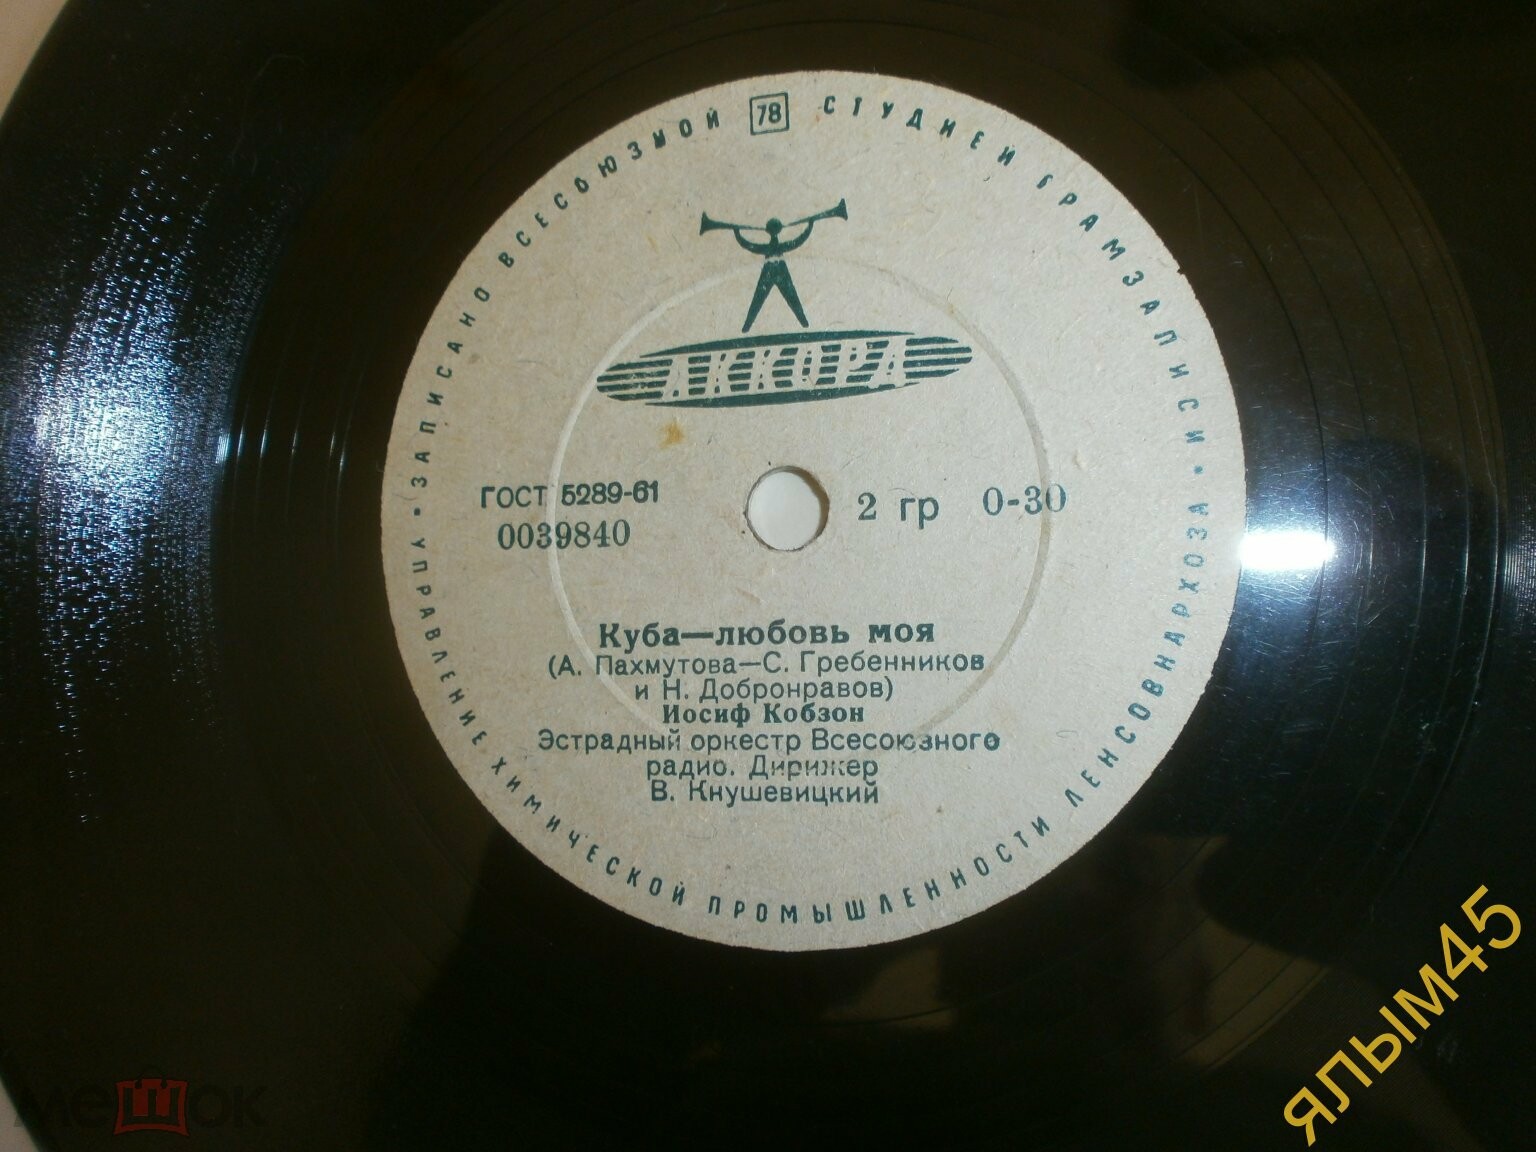 ЗАПИСАНО ВСЕСОЮЗНОЙ 78 СТУДИЕЙ ГРАМЗАПИСИ •
АККОРД
ГОСТ 5289-61
0039840
2 гр 0-30
Куба—любовь моя
(А. Пахмутова—С. Гребенников
и Н. Добронравов)
Иосиф Кобзон
Эстрадный оркестр Всесоюзного
радио. Дирижер
В. Кнушевицкий
УПРАВЛЕНИЕ ХИМИЧЕСКОЙ ПРОМЫШЛЕННОСТИ ЛЕНСОВНАРХОЗА •
мешок
ЯЛЫМ45